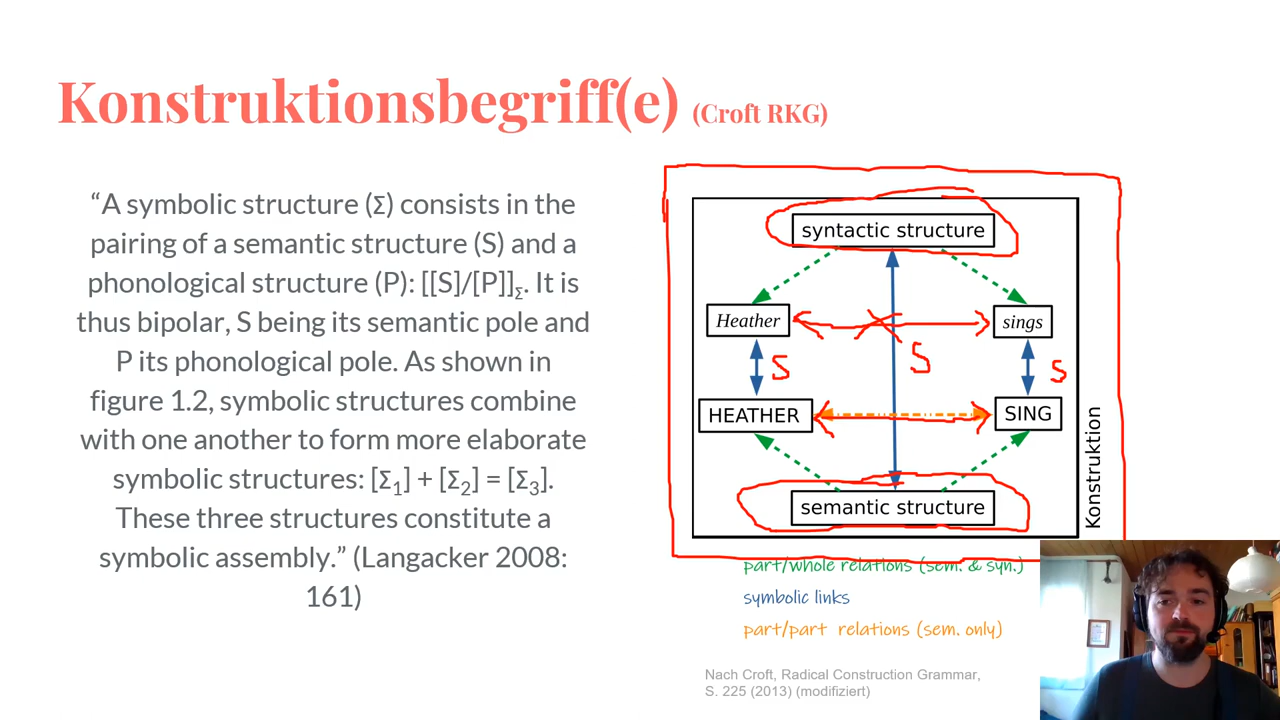 Konstruktionsbegriff(e) (Croft RKG)
“A symbolic structure (Σ) consists in the
pairing of a semantic structure (S) and a
phonological structure (P): [[S]/[P]]Σ. It is
thus bipolar, S being its semantic pole and
P its phonological pole. As shown in
figure 1.2, symbolic structures combine
with one another to form more elaborate
symbolic structures: [Σ1] + [Σ2] = [Σ3].
These three structures constitute a
symbolic assembly.” (Langacker 2008:
161)
syntactic structure
Heather
sings
S
S
S
HEATHER
SING
semantic structure
Konstruktion
part/whole relations (sem. & syn.)
symbolic links
part/part relations (sem. only)
Nach Croft, Radical Construction Grammar,
S. 225 (2013) (modifiziert)